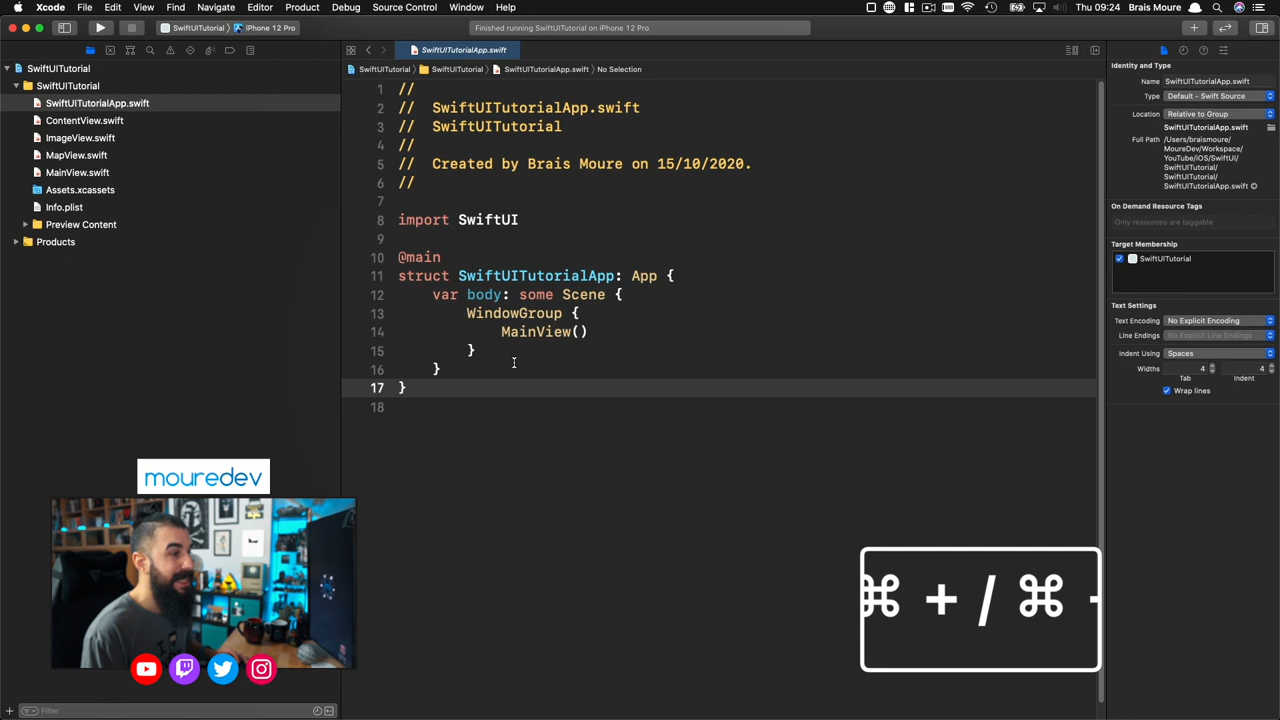 Xcode File Edit View Find Navigate Editor Product Debug Source Control Window Help Thu 09:24 Brais Moure
SwiftUITutorial iPhone 12 Pro Finished running SwiftUITutorial on iPhone 12 Pro
SwiftUITutorialApp.swift
SwiftUITutorial SwiftUITutorial SwiftUITutorialApp.swift No Selection
SwiftUITutorial
SwiftUITutorial
SwiftUITutorialApp.swift
ContentView.swift
ImageView.swift
MapView.swift
MainView.swift
Assets.xcassets
Info.plist
Preview Content
Products
1 //
2 // SwiftUITutorialApp.swift
3 // SwiftUITutorial
4 //
5 // Created by Brais Moure on 15/10/2020.
6 //
7
8 import SwiftUI
9
10 @main
11 struct SwiftUITutorialApp: App {
12 var body: some Scene {
13 WindowGroup {
14 MainView()
15 }
16 }
17 }
18
Identity and Type
Name SwiftUITutorialApp.swift
Type Default - Swift Source
Location Relative to Group
SwiftUITutorialApp.swift
Full Path /Users/braismoure/
MoureDev/Workspace/
YouTube/iOS/SwiftUI/
SwiftUITutorial/
SwiftUITutorial/
SwiftUITutorialApp.swift
On Demand Resource Tags
Only resources are taggable
Target Membership
SwiftUITutorial
Text Settings
Text Encoding No Explicit Encoding
Line Endings No Explicit Line Endings
Indent Using Spaces
Widths 4 4
Tab Indent
Wrap lines
mouredev
⌘ + / ⌘ -
Filter